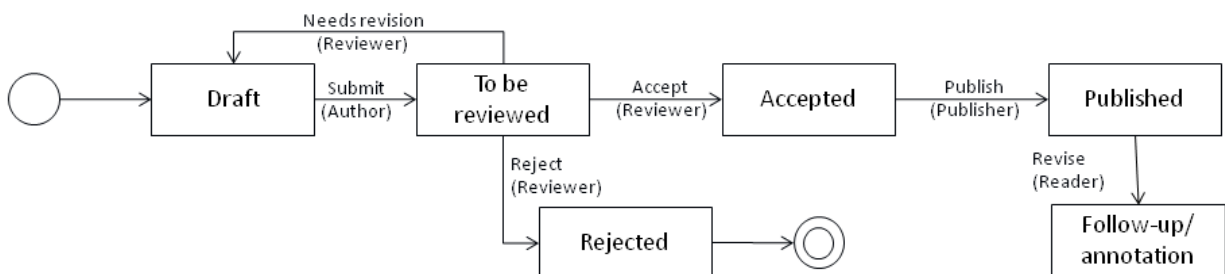 Needs revision
(Reviewer)
Draft
Submit
(Author)
To be
reviewed
Accept
(Reviewer)
Accepted
Publish
(Publisher)
Published
Reject
(Reviewer)
Revise
(Reader)
Rejected
Follow-up/
annotation